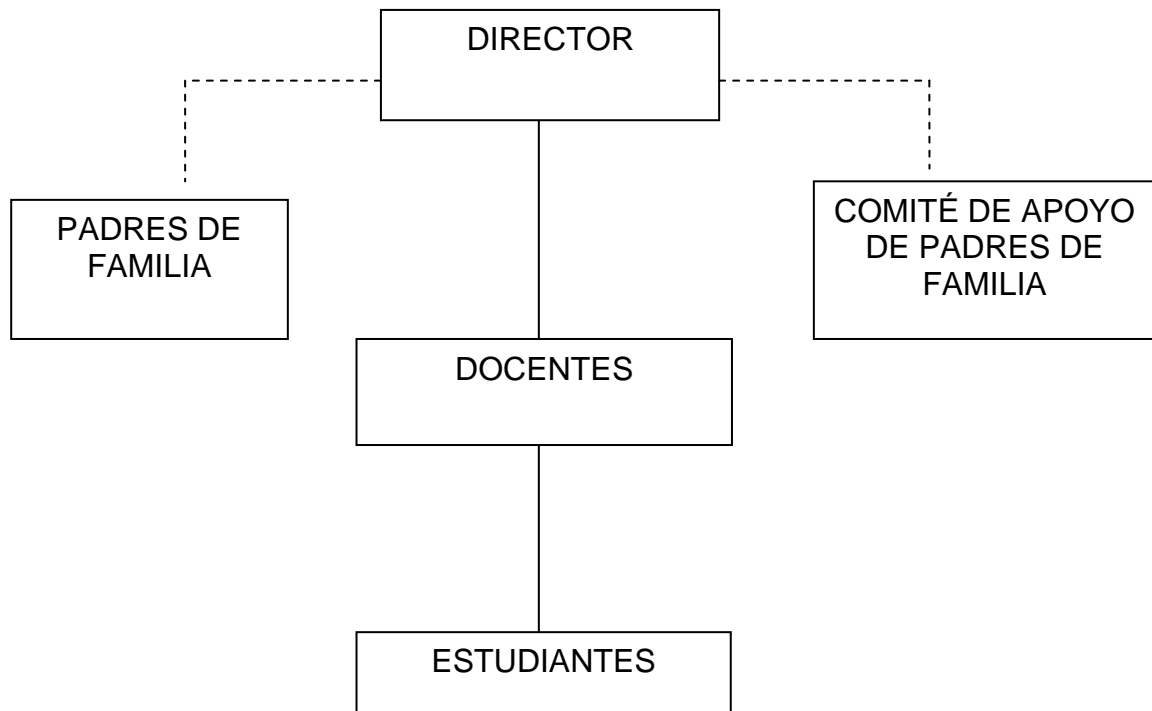 DIRECTOR
PADRES DE
FAMILIA
COMITÉ DE APOYO
DE PADRES DE
FAMILIA
DOCENTES
ESTUDIANTES